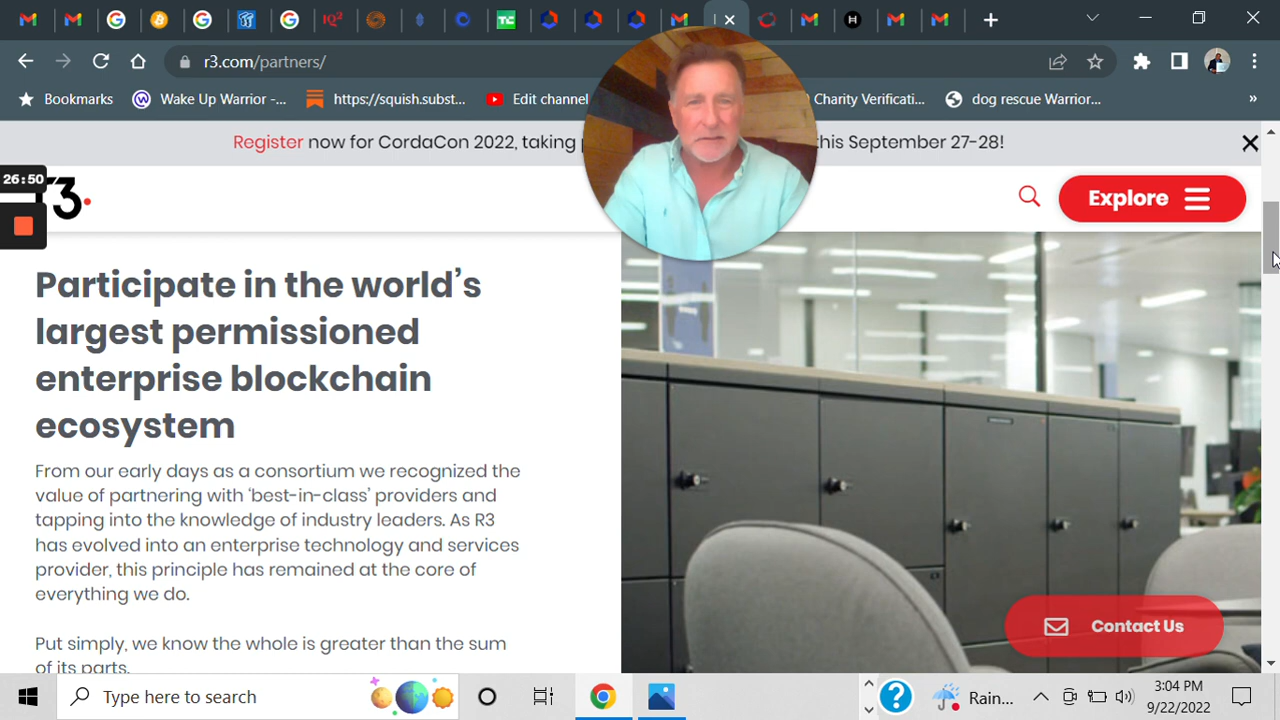 IQ²
TC
r3.com/partners/
Bookmarks
Wake Up Warrior -...
https://squish.subst...
Edit channel
Charity Verificati...
dog rescue Warrior...
»
Register now for CordaCon 2022, taking
this September 27-28!
26:50
r3.
Explore
Participate in the world's
largest permissioned
enterprise blockchain
ecosystem
From our early days as a consortium we recognized the
value of partnering with 'best-in-class' providers and
tapping into the knowledge of industry leaders. As R3
has evolved into an enterprise technology and services
provider, this principle has remained at the core of
everything we do.
Put simply, we know the whole is greater than the sum
of its parts.
Contact Us
Type here to search
Rain...
3:04 PM
9/22/2022